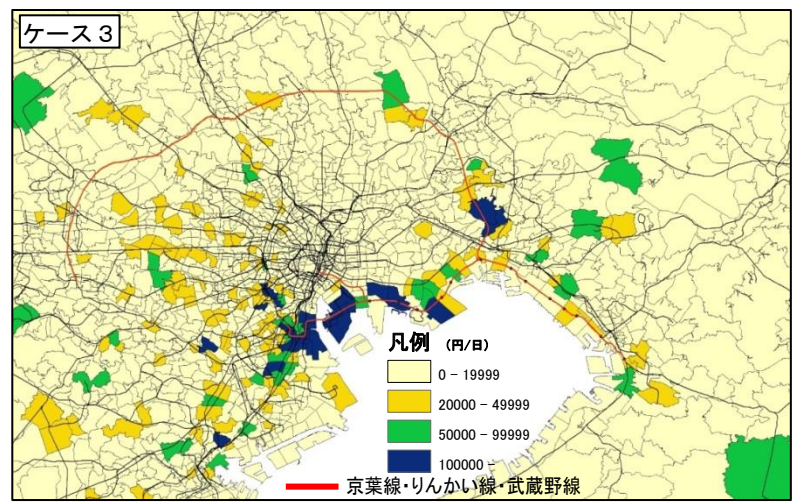 ケース3
凡例 (円/日)
0 - 19999
20000 - 49999
50000 - 99999
100000 -
京葉線・りんかい線・武蔵野線